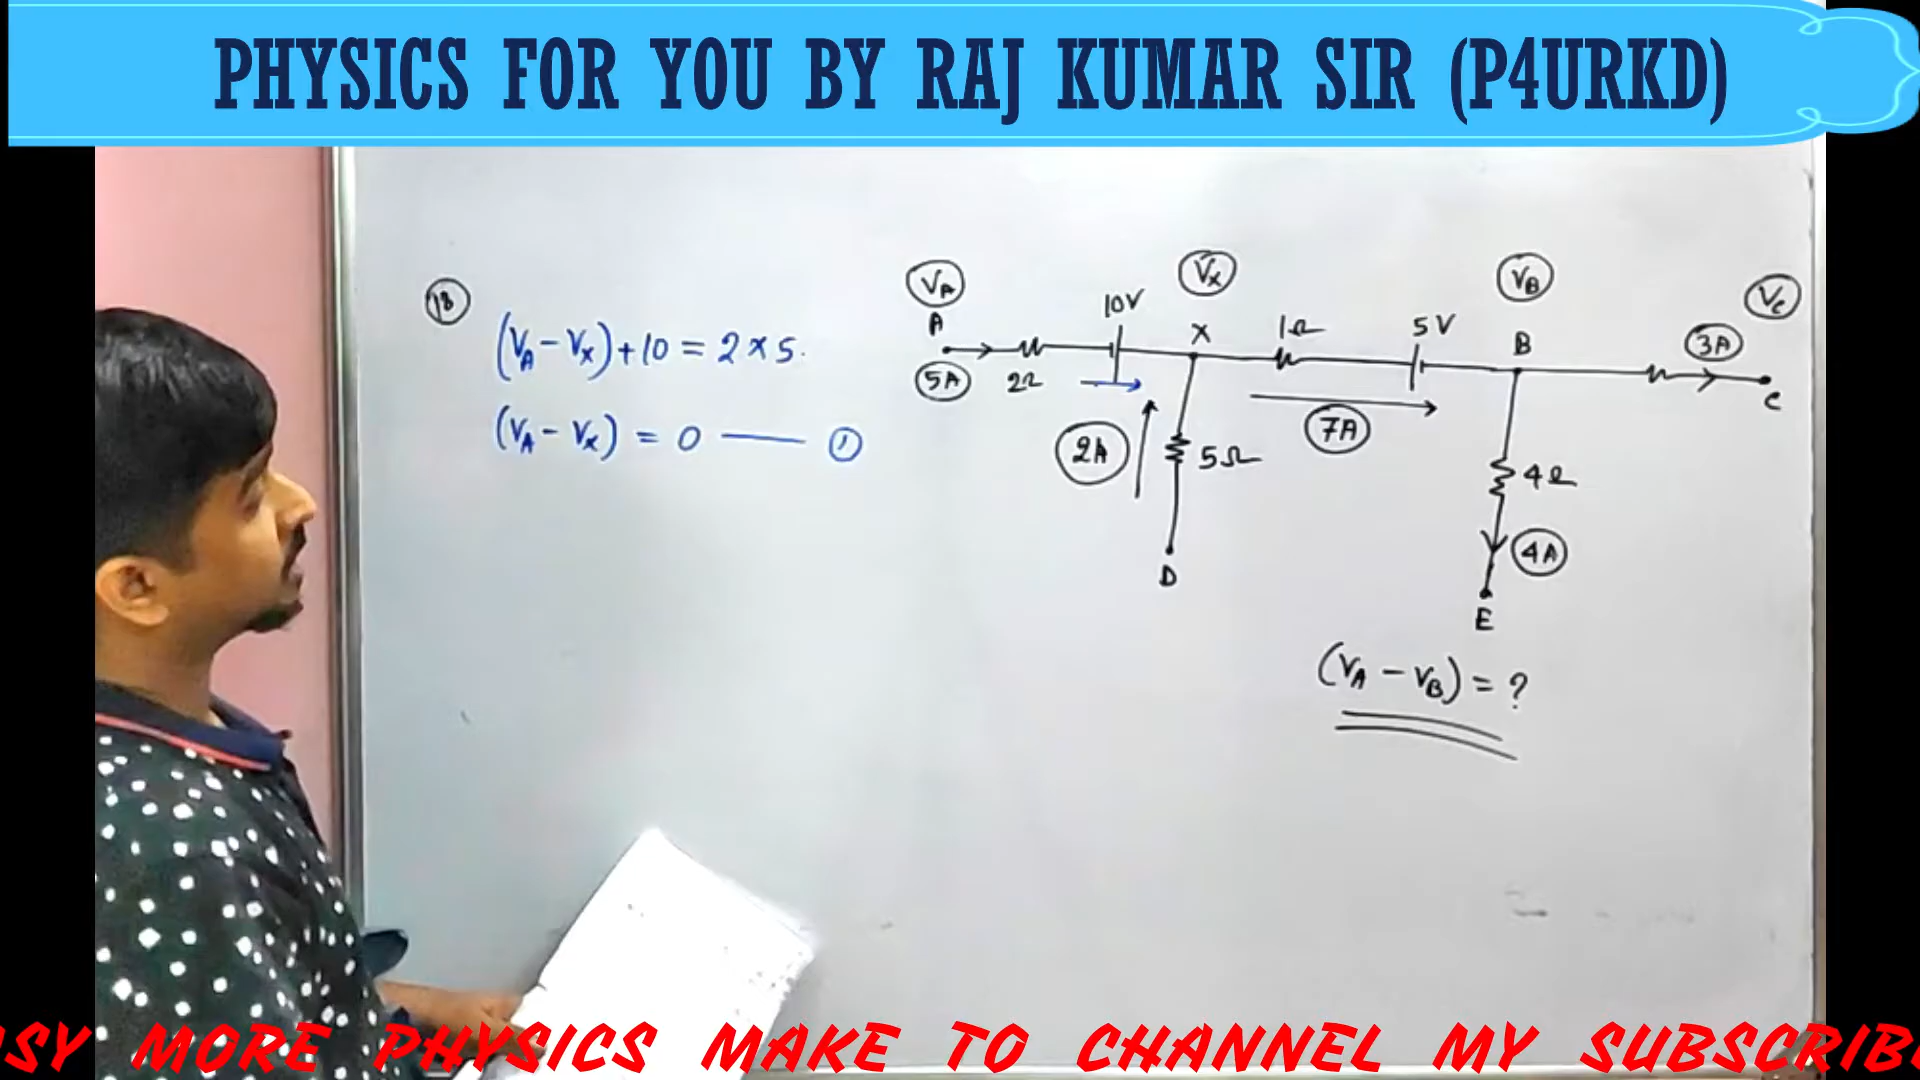 PHYSICS FOR YOU BY RAJ KUMAR SIR (P4URKD)
18
(VA - VX) + 10 = 2 × 5.
(VA - VX) = 0 —— 1
VA
A
5A
2Ω
10V
VX
X
1Ω
5V
VB
B
3A
VC
C
2A
5Ω
D
7A
4Ω
4A
E
(VA - VB) = ?
MORE PHYSICS MAKE TO CHANNEL MY